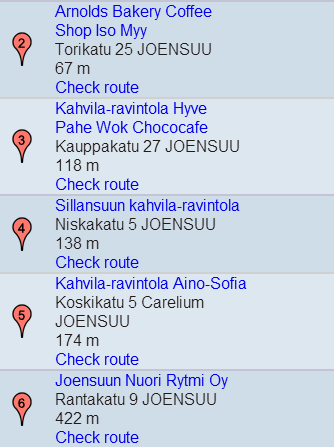 2
Arnolds Bakery Coffee
Shop Iso Myy
Torikatu 25 JOENSUU
67 m
Check route
3
Kahvila-ravintola Hyve
Pahe Wok Chococafe
Kauppakatu 27 JOENSUU
118 m
Check route
4
Sillansuun kahvila-ravintola
Niskakatu 5 JOENSUU
138 m
Check route
5
Kahvila-ravintola Aino-Sofia
Koskikatu 5 Carelium
JOENSUU
174 m
Check route
6
Joensuun Nuori Rytmi Oy
Rantakatu 9 JOENSUU
422 m
Check route